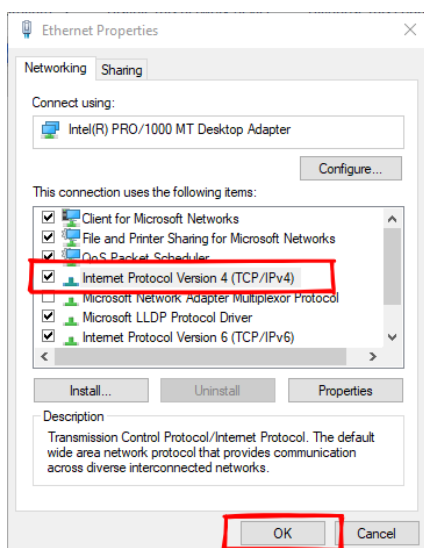 Ethernet Properties
Networking Sharing
Connect using:
Intel(R) PRO/1000 MT Desktop Adapter
Configure...
This connection uses the following items:
Client for Microsoft Networks
File and Printer Sharing for Microsoft Networks
QoS Packet Scheduler
Internet Protocol Version 4 (TCP/IPv4)
Microsoft Network Adapter Multiplexor Protocol
Microsoft LLDP Protocol Driver
Internet Protocol Version 6 (TCP/IPv6)
Install... Uninstall Properties
Description
Transmission Control Protocol/Internet Protocol. The default
wide area network protocol that provides communication
across diverse interconnected networks.
OK Cancel